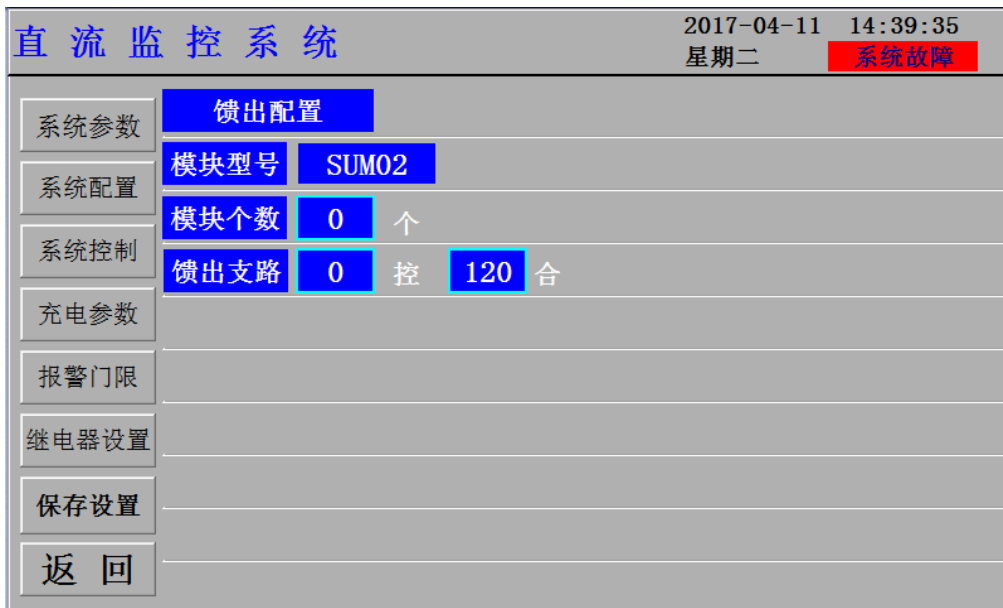 直流监控系统
2017-04-11 14:39:35
星期二 系统故障
系统参数
系统配置
系统控制
充电参数
报警门限
继电器设置
保存设置
返回
馈出配置
模块型号 SUM02
模块个数 0 个
馈出支路 0 控 120 合